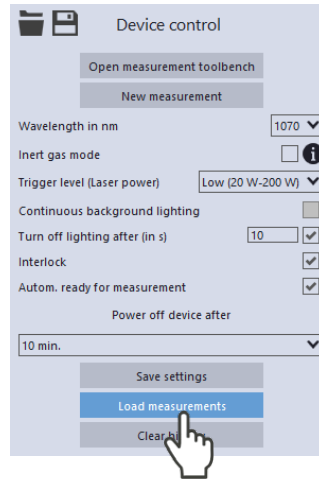 Device control
Open measurement toolbench
New measurement
Wavelength in nm 1070
Inert gas mode
Trigger level (Laser power) Low (20 W-200 W)
Continuous background lighting
Turn off lighting after (in s) 10
Interlock
Autom. ready for measurement
Power off device after
10 min.
Save settings
Load measurements
Clear